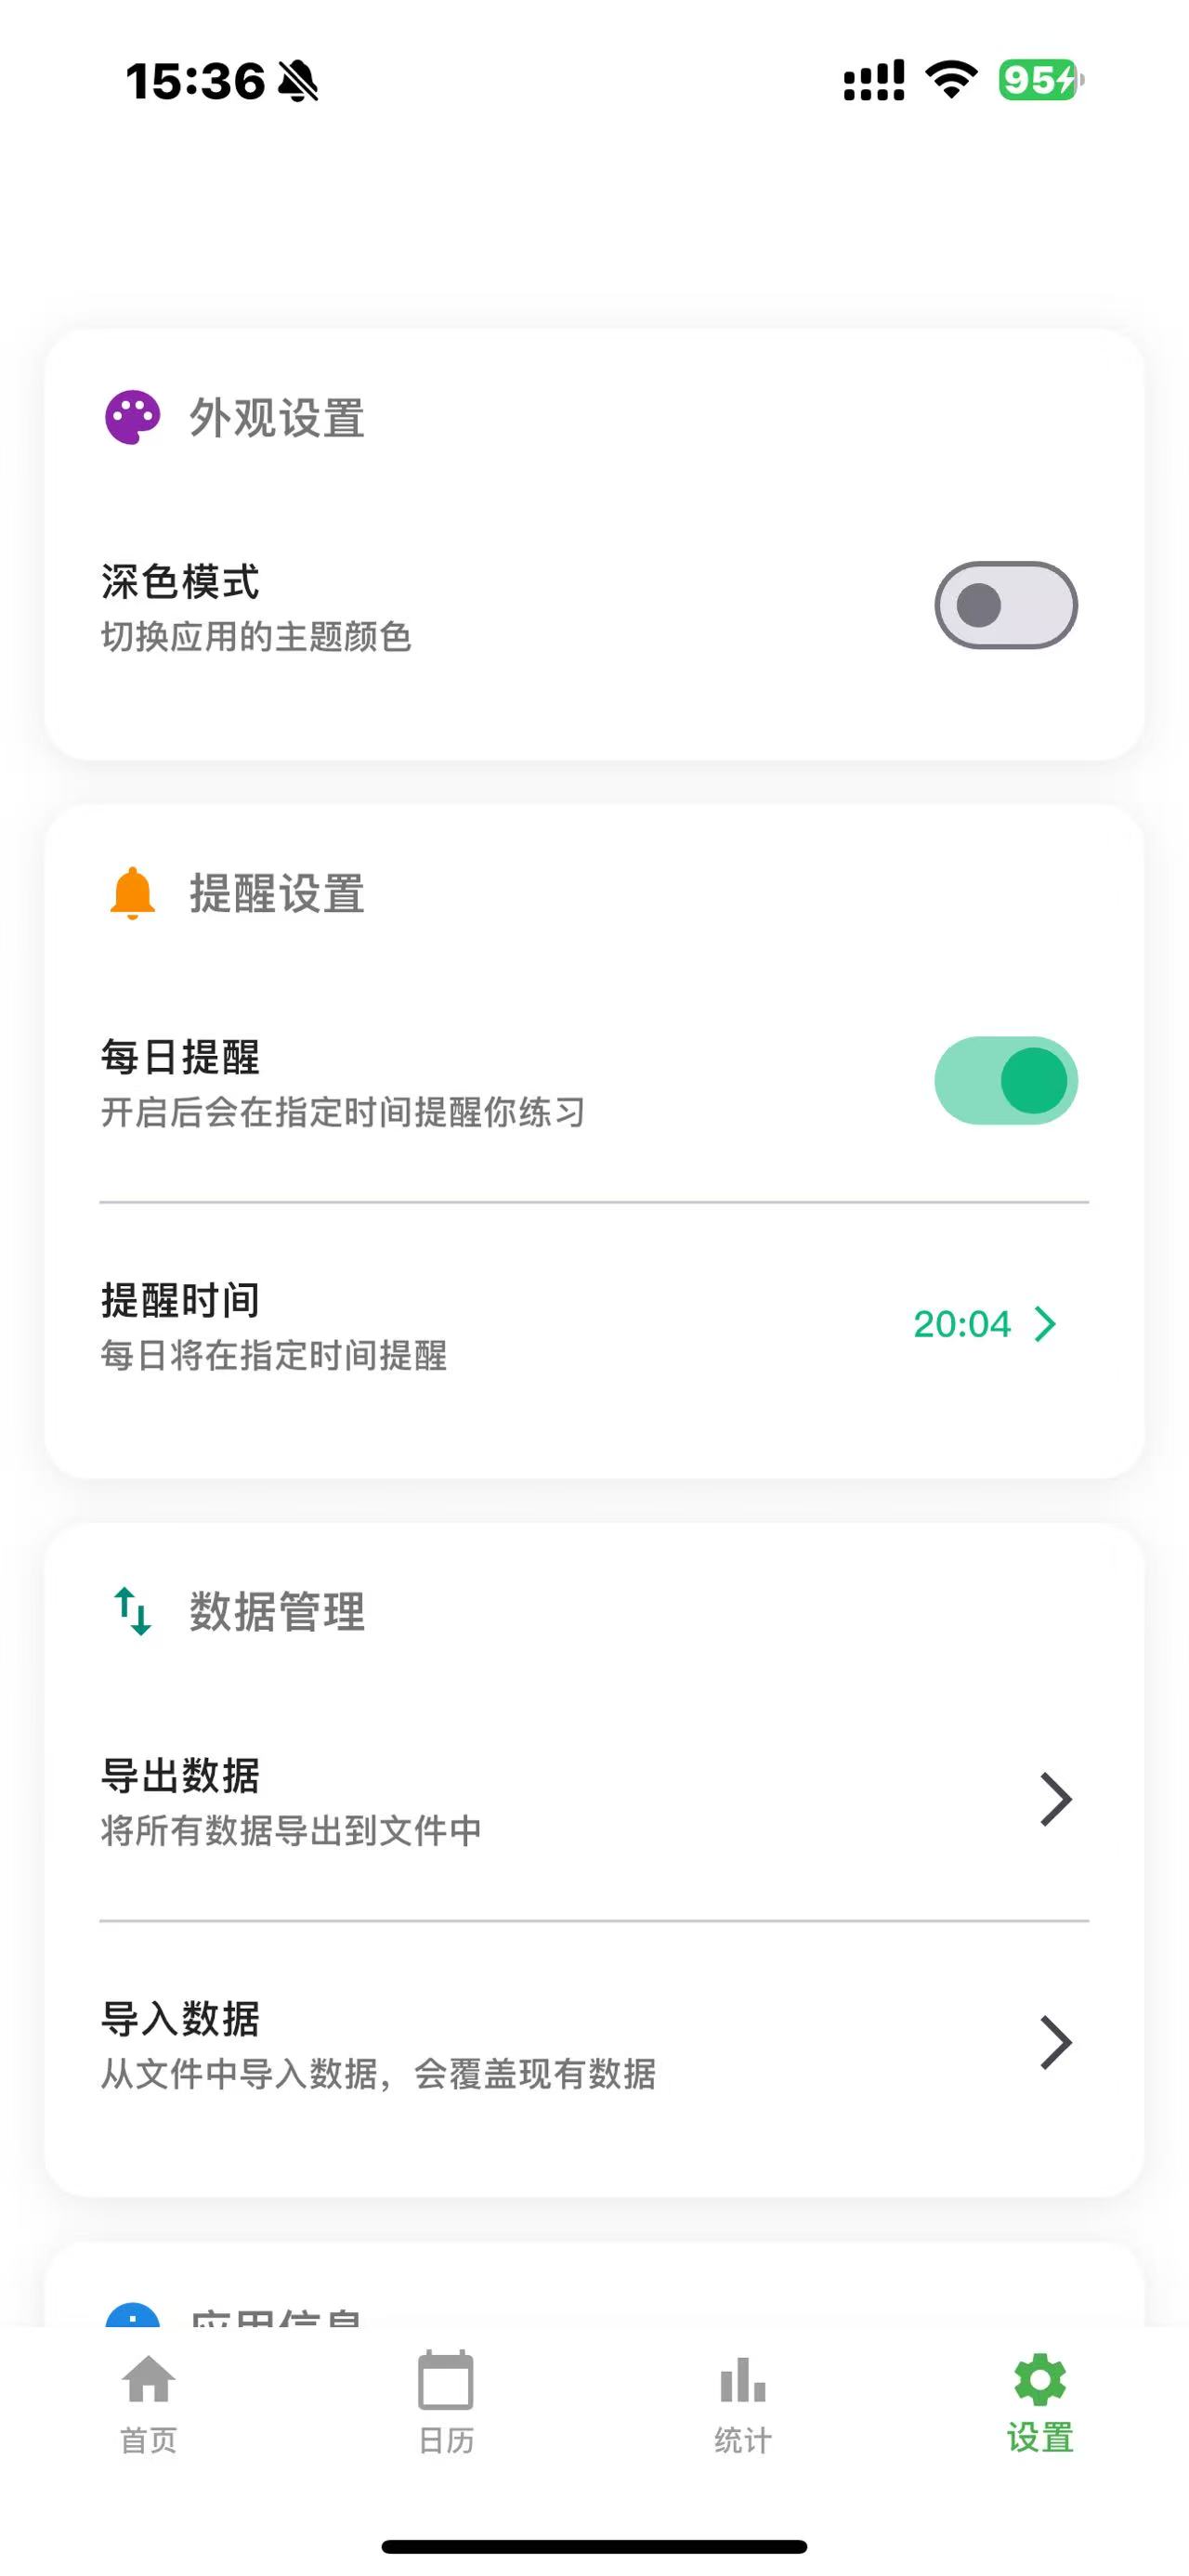 15:36
95
外观设置
深色模式
切换应用的主题颜色
提醒设置
每日提醒
开启后会在指定时间提醒你练习
提醒时间
20:04
每日将在指定时间提醒
数据管理
导出数据
将所有数据导出到文件中
导入数据
从文件中导入数据，会覆盖现有数据
应用信息
首页
日历
统计
设置